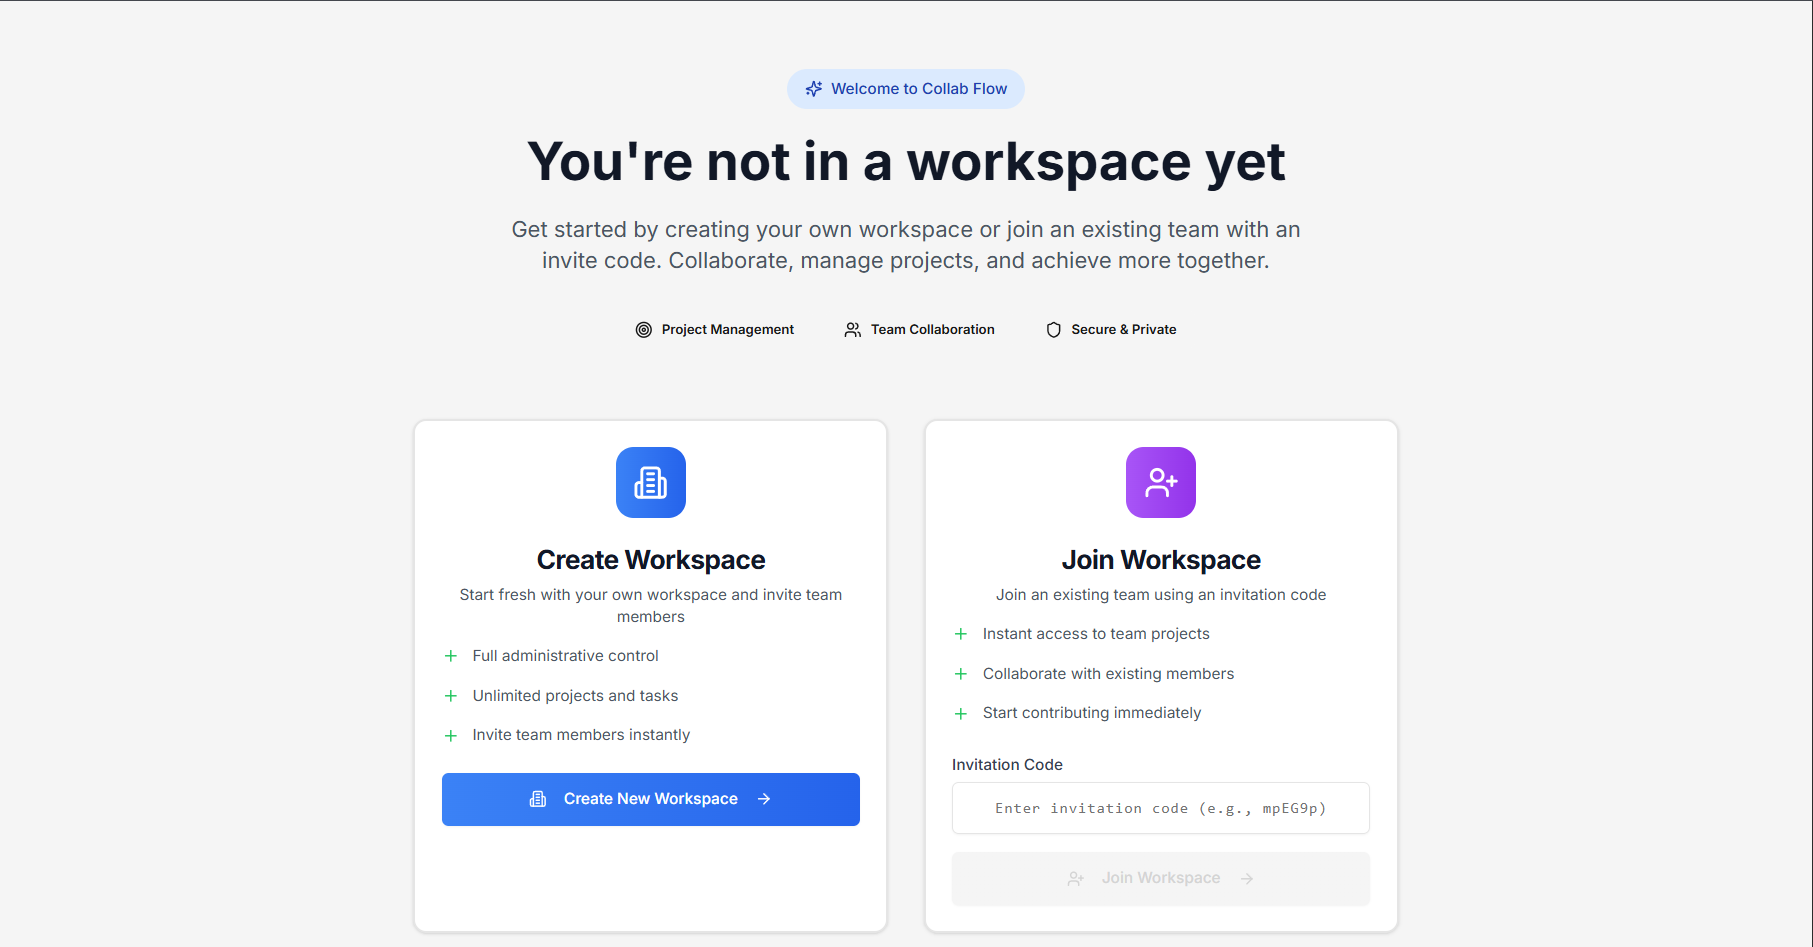 Welcome to Collab Flow
You're not in a workspace yet
Get started by creating your own workspace or join an existing team with an
invite code. Collaborate, manage projects, and achieve more together.
Project Management
Team Collaboration
Secure & Private
Create Workspace
Start fresh with your own workspace and invite team
members
Full administrative control
Unlimited projects and tasks
Invite team members instantly
Create New Workspace
Join Workspace
Join an existing team using an invitation code
Instant access to team projects
Collaborate with existing members
Start contributing immediately
Invitation Code
Enter invitation code (e.g., mpEG9p)
Join Workspace